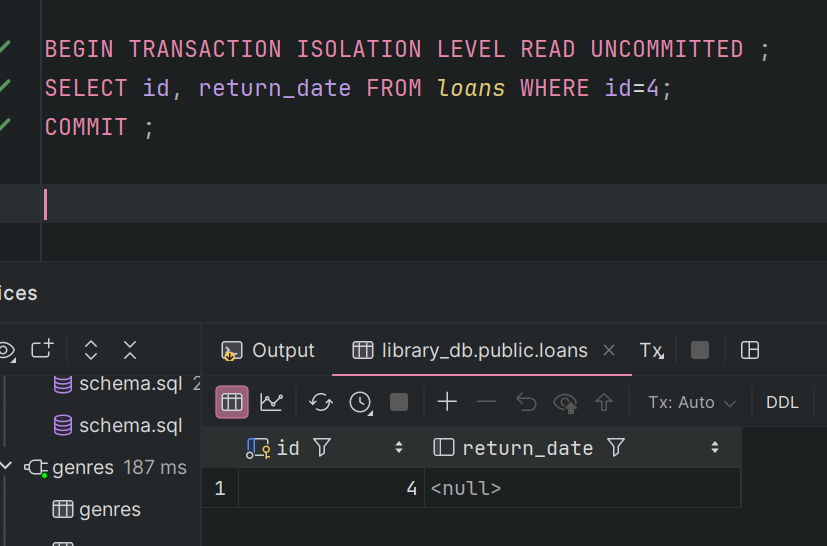 BEGIN TRANSACTION ISOLATION LEVEL READ UNCOMMITTED ;
SELECT id, return_date FROM loans WHERE id=4;
COMMIT ;
ices
Output
library_db.public.loans
Tx
schema.sql 2
Tx: Auto
DDL
schema.sql
id
return_date
genres 187 ms
1
4
<null>
genres